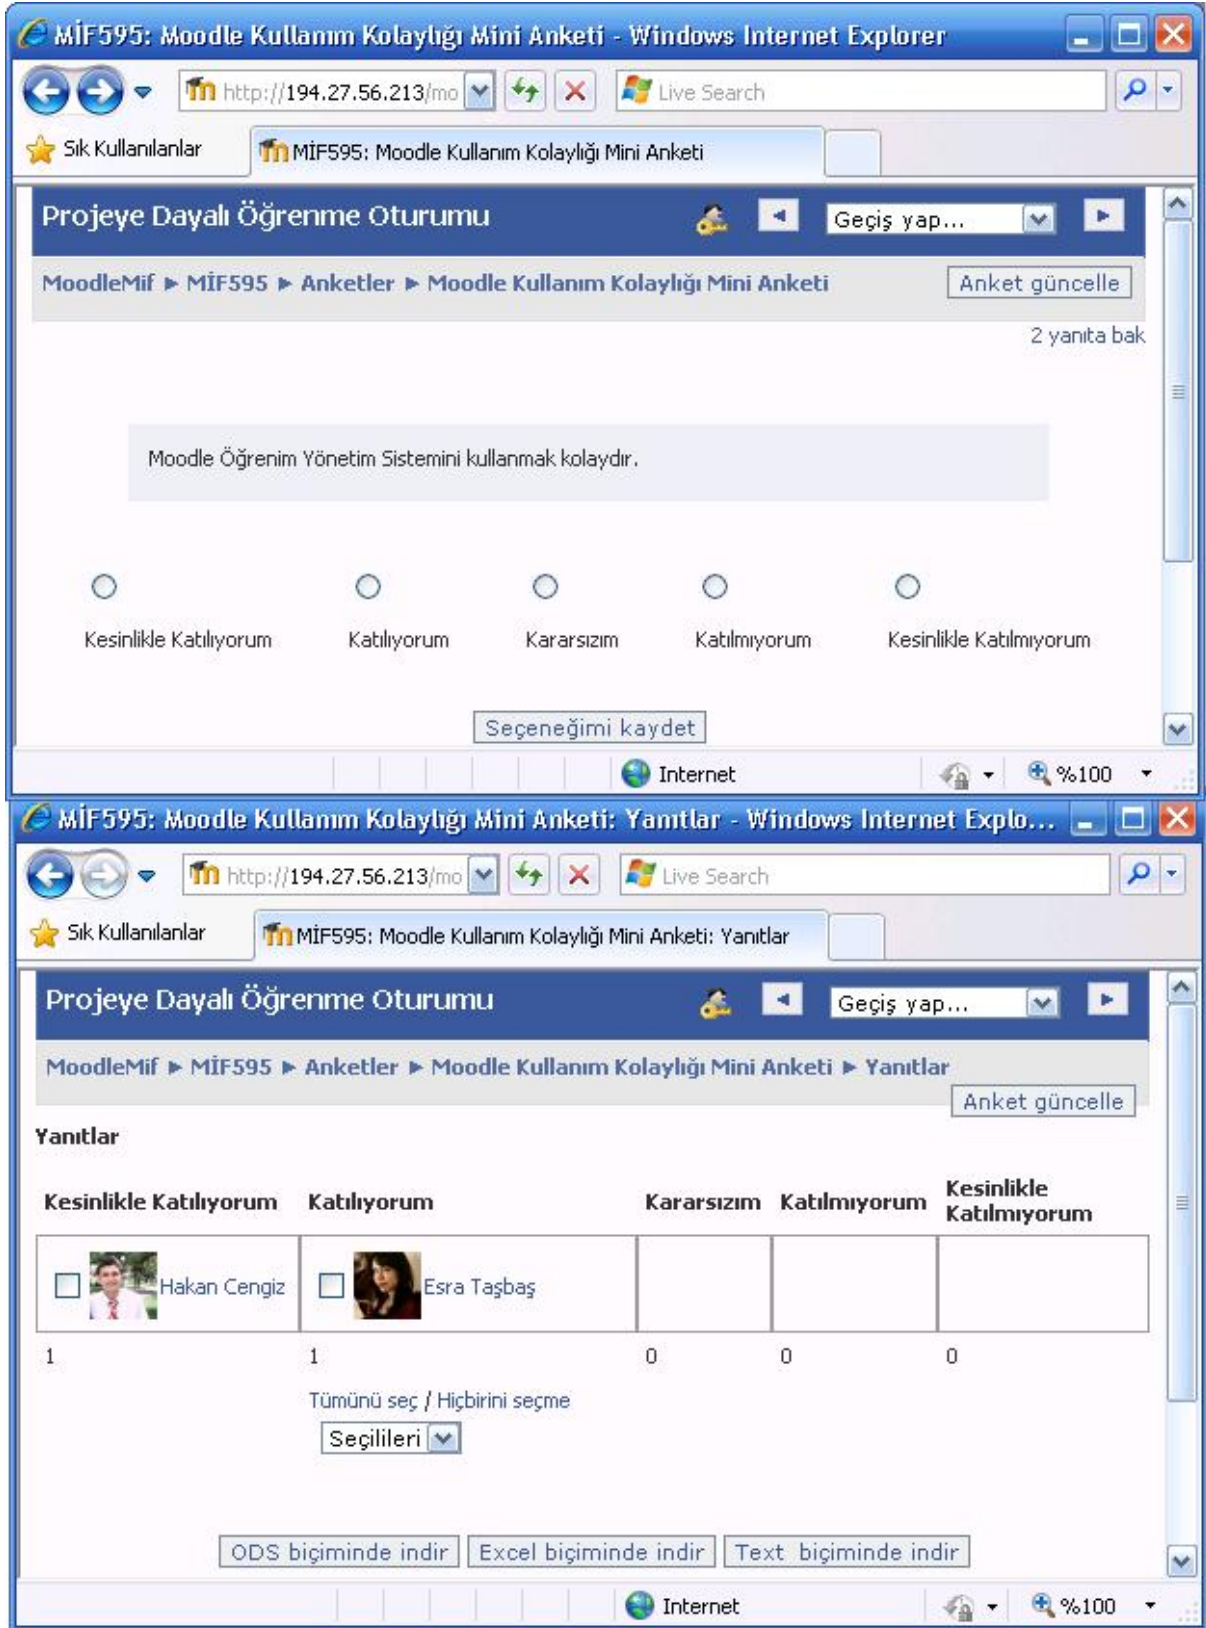 MİF595: Moodle Kullanım Kolaylığı Mini Anketi - Windows Internet Explorer
http://194.27.56.213/mo
Live Search
Sık Kullanılanlar
MİF595: Moodle Kullanım Kolaylığı Mini Anketi
Projeye Dayalı Öğrenme Oturumu
Geçiş yap...
MoodleMif ► MİF595 ► Anketler ► Moodle Kullanım Kolaylığı Mini Anketi
Anket güncelle
2 yanıta bak
Moodle Öğrenim Yönetim Sistemini kullanmak kolaydır.
Kesinlikle Katılıyorum Katılıyorum Kararsızım Katılmıyorum Kesinlikle Katılmıyorum
Seçeneğimi kaydet
Internet %100
MİF595: Moodle Kullanım Kolaylığı Mini Anketi: Yanıtlar - Windows Internet Explo...
http://194.27.56.213/mo
Live Search
Sık Kullanılanlar
MİF595: Moodle Kullanım Kolaylığı Mini Anketi: Yanıtlar
Projeye Dayalı Öğrenme Oturumu
Geçiş yap...
MoodleMif ► MİF595 ► Anketler ► Moodle Kullanım Kolaylığı Mini Anketi ► Yanıtlar
Anket güncelle
Yanıtlar
Kesinlikle Katılıyorum Katılıyorum Kararsızım Katılmıyorum Kesinlikle
Katılmıyorum
Hakan Cengiz Esra Taşbaş
1 1 0 0 0
Tümünü seç / Hiçbirini seçme
Seçilileri
ODS biçiminde indir Excel biçiminde indir Text biçiminde indir
Internet %100